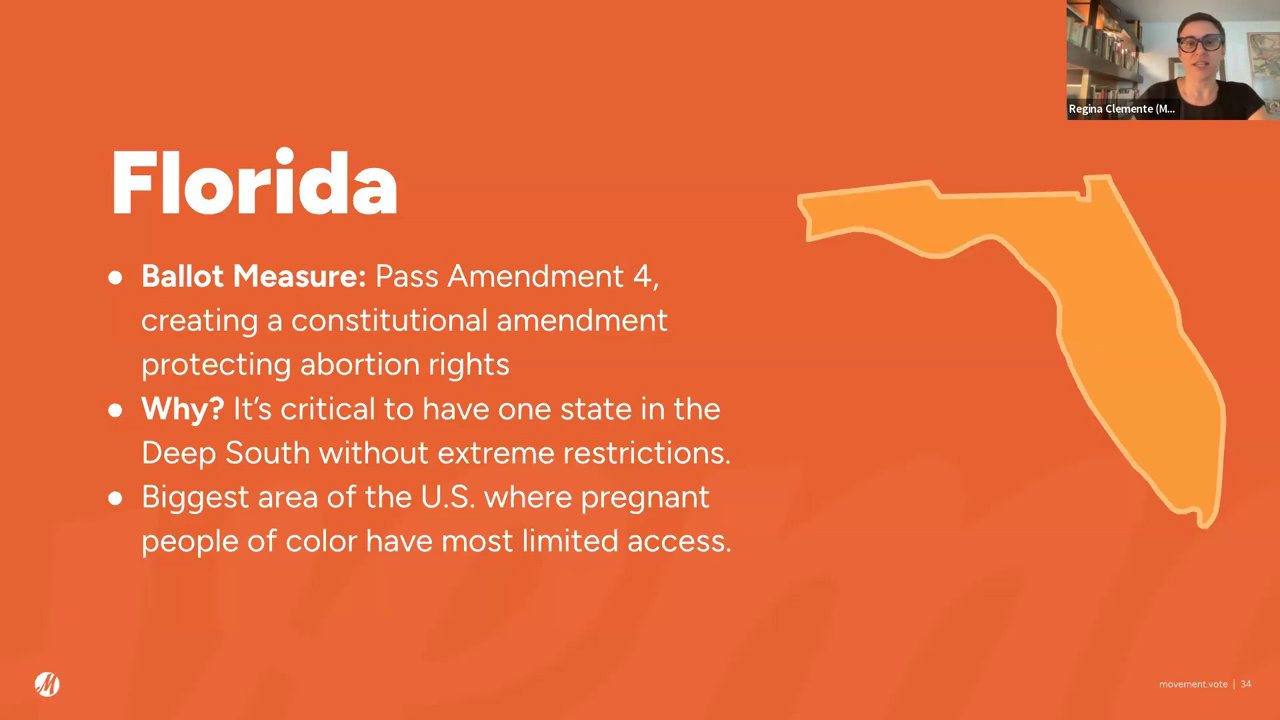 Regina Clemente (M...
Florida
● Ballot Measure: Pass Amendment 4,
creating a constitutional amendment
protecting abortion rights
● Why? It’s critical to have one state in the
Deep South without extreme restrictions.
● Biggest area of the U.S. where pregnant
people of color have most limited access.
M
movement.vote | 34